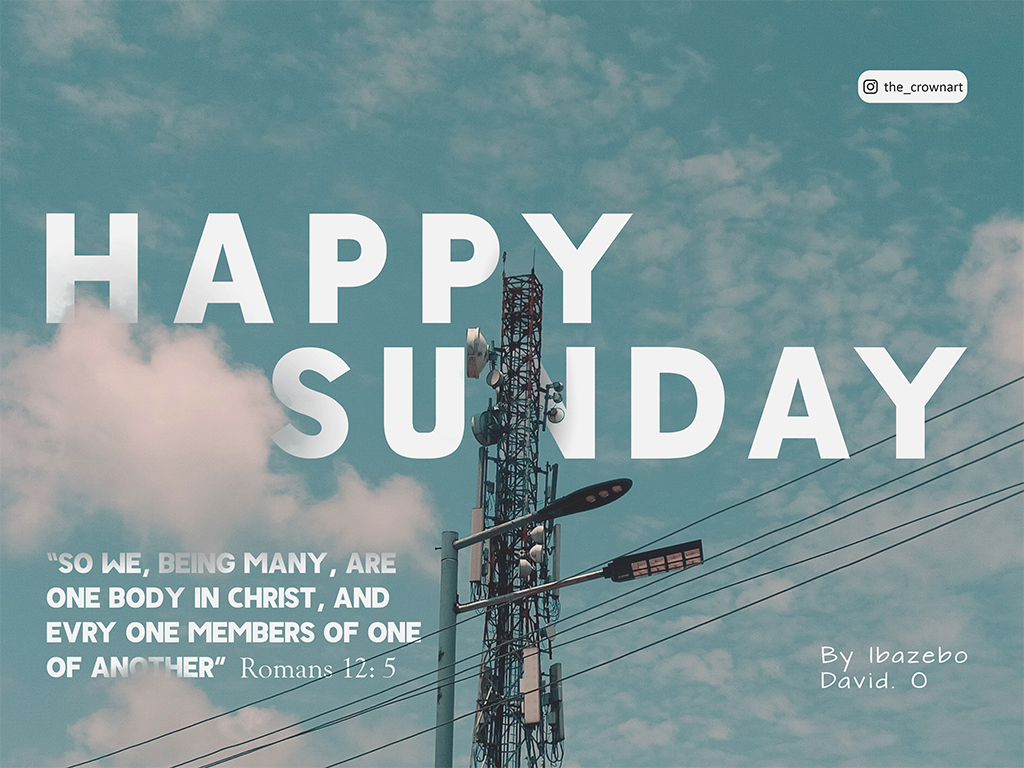 the_crownart
HAPPY
SUNDAY
“SO WE, BEING MANY, ARE
ONE BODY IN CHRIST, AND
EVRY ONE MEMBERS OF ONE
OF ANOTHER” Romans 12: 5
By Ibazebo
David. O